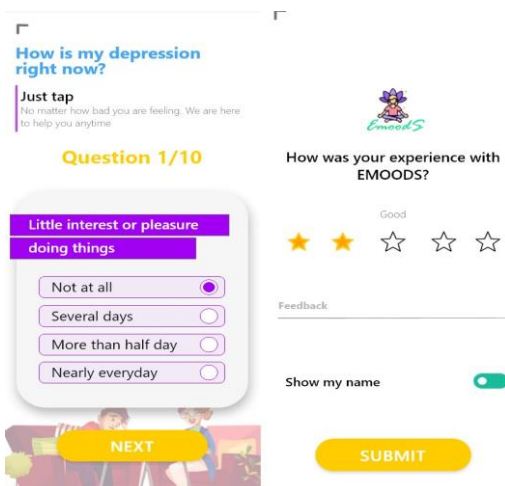 How is my depression
right now?
Just tap
No matter how bad you are feeling. We are here
to help you anytime
Question 1/10
Little interest or pleasure
doing things
Not at all
Several days
More than half day
Nearly everyday
NEXT
EmoodS
How was your experience with
EMOODS?
Good
Feedback
Show my name
SUBMIT